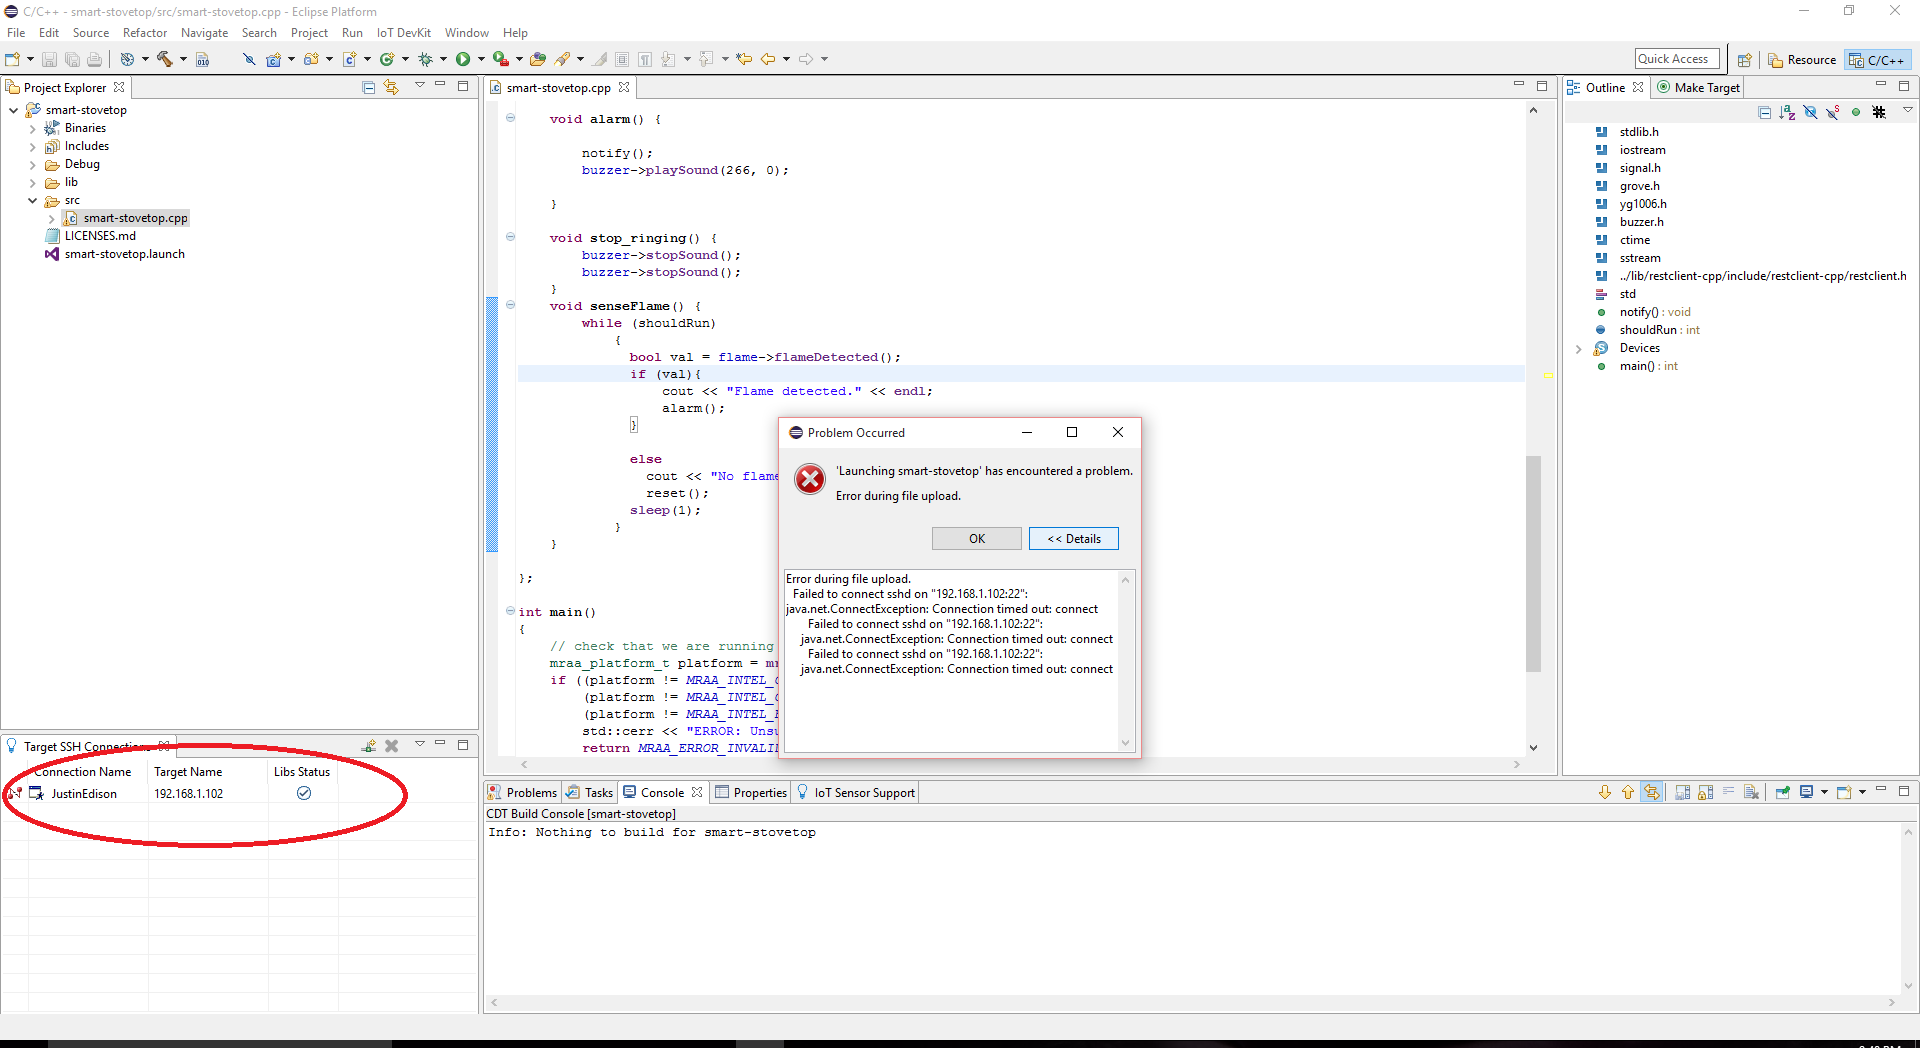 C/C++ - smart-stovetop/src/smart-stovetop.cpp - Eclipse Platform
File Edit Source Refactor Navigate Search Project Run IoT DevKit Window Help
Quick Access
Resource
C/C++
Project Explorer
smart-stovetop
Binaries
Includes
Debug
lib
src
smart-stovetop.cpp
LICENSES.md
smart-stovetop.launch
smart-stovetop.cpp
void alarm() {
notify();
buzzer->playSound(266, 0);
}
void stop_ringing() {
buzzer->stopSound();
buzzer->stopSound();
}
void senseFlame() {
while (shouldRun)
{
bool val = flame->flameDetected();
if (val){
cout << "Flame detected." << endl;
alarm();
}
else
cout << "No flame
reset();
sleep(1);
}
}
};
int main()
{
// check that we are running
mraa_platform_t platform =
if ((platform != MRAA_INTEL_
(platform != MRAA_INTEL_
(platform != MRAA_INTEL_
std::cerr << "ERROR:
return
Problem Occurred
'Launching smart-stovetop' has encountered a problem.
Error during file upload.
OK
<< Details
Error during file upload.
Failed to connect sshd on "192.168.1.102:22":
java.net.ConnectException: Connection timed out: connect
Failed to connect sshd on "192.168.1.102:22":
java.net.ConnectException: Connection timed out: connect
Failed to connect sshd on "192.168.1.102:22":
java.net.ConnectException: Connection timed out: connect
Outline
Make Target
stdlib.h
iostream
signal.h
grove.h
yg1006.h
buzzer.h
ctime
sstream
../lib/restclient-cpp/include/restclient-cpp/restclient.h
std
notify() : void
shouldRun : int
Devices
main() : int
Target SSH Connections
Connection Name Target Name Libs Status
JustinEdison 192.168.1.102
Problems Tasks Console Properties IoT Sensor Support
CDT Build Console [smart-stovetop]
Info: Nothing to build for smart-stovetop